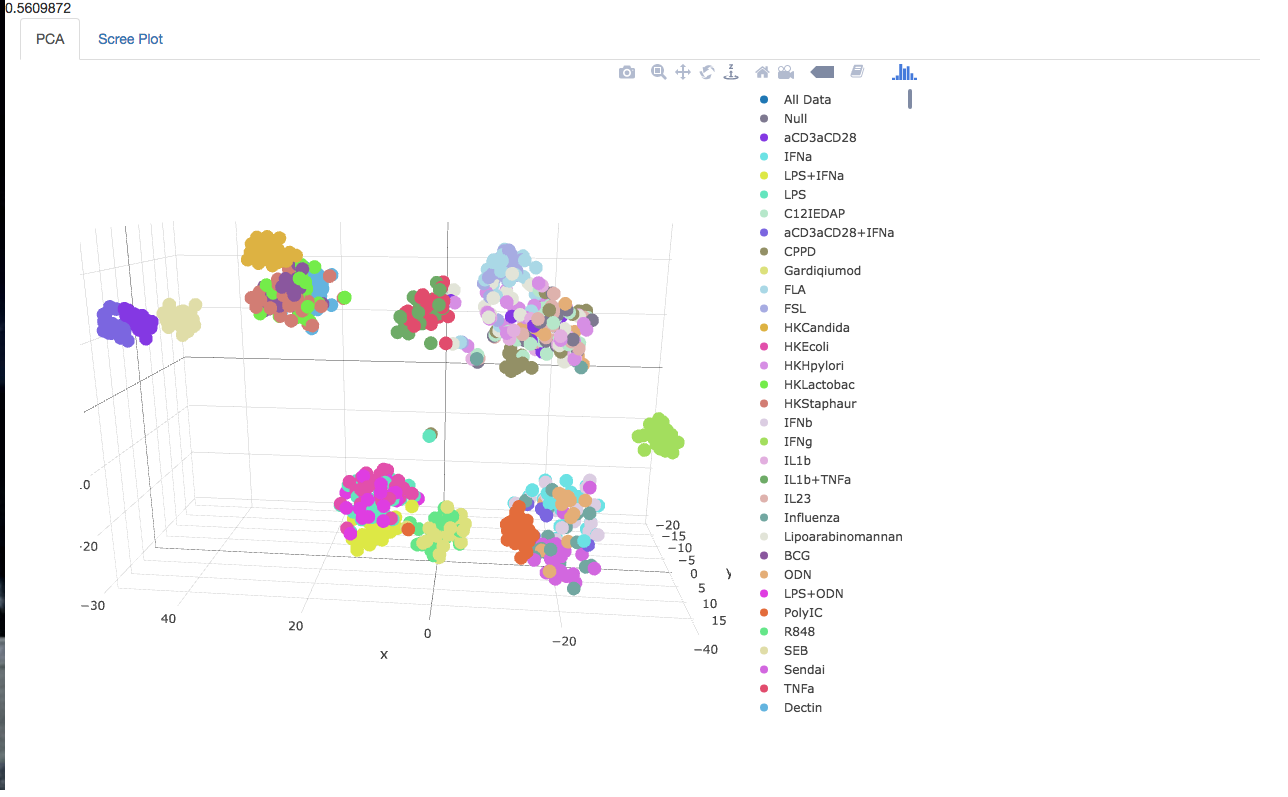 0.5609872
PCA Scree Plot
z
All Data
Null
aCD3aCD28
IFNa
LPS+IFNa
LPS
C12IEDAP
aCD3aCD28+IFNa
CPPD
Gardiqiumod
FLA
FSL
HKCandida
HKEcoli
HKHpylori
HKLactobac
HKStaphaur
IFNb
IFNg
IL1b
IL1b+TNFa
IL23
Influenza
Lipoarabinomannan
BCG
ODN
LPS+ODN
PolyIC
R848
SEB
Sendai
TNFa
Dectin
.0
-20
−30
40
20
0
−20
−40
x
−20
−15
−10
−5
0
5
10
15
y